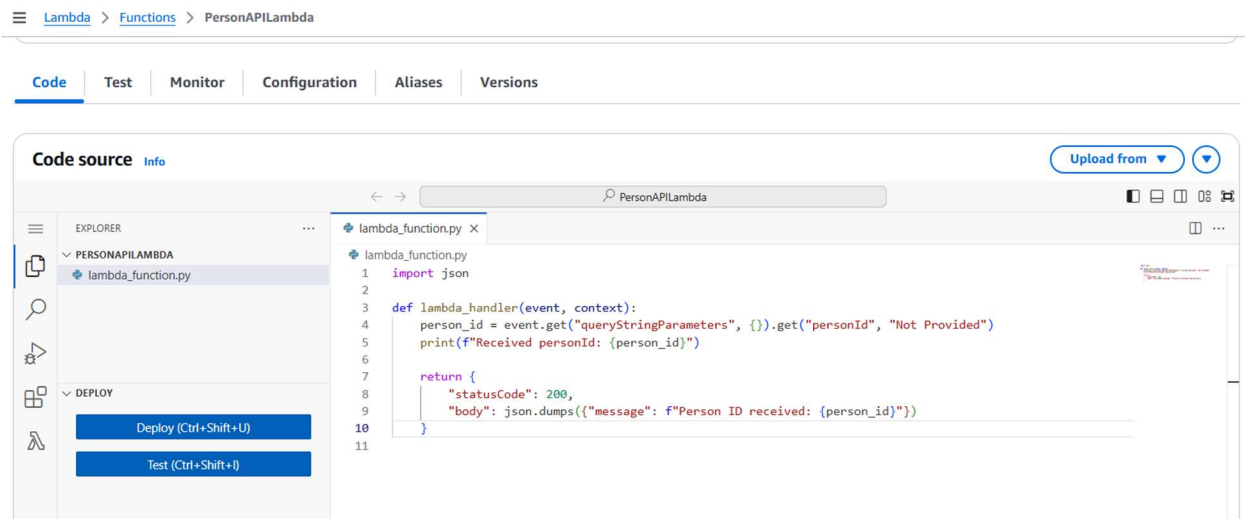 Lambda > Functions > PersonAPILambda
Code Test Monitor Configuration Aliases Versions
Code source Info
Upload from
PersonAPILambda
EXPLORER
PERSONAPILAMBDA
lambda_function.py
DEPLOY
Deploy (Ctrl+Shift+U)
Test (Ctrl+Shift+I)
lambda_function.py
lambda_function.py
1 import json
2
3 def lambda_handler(event, context):
4 person_id = event.get("queryStringParameters", {}).get("personId", "Not Provided")
5 print(f"Received personId: {person_id}")
6
7 return {
8 "statusCode": 200,
9 "body": json.dumps({"message": f"Person ID received: {person_id}"})
10 }
11